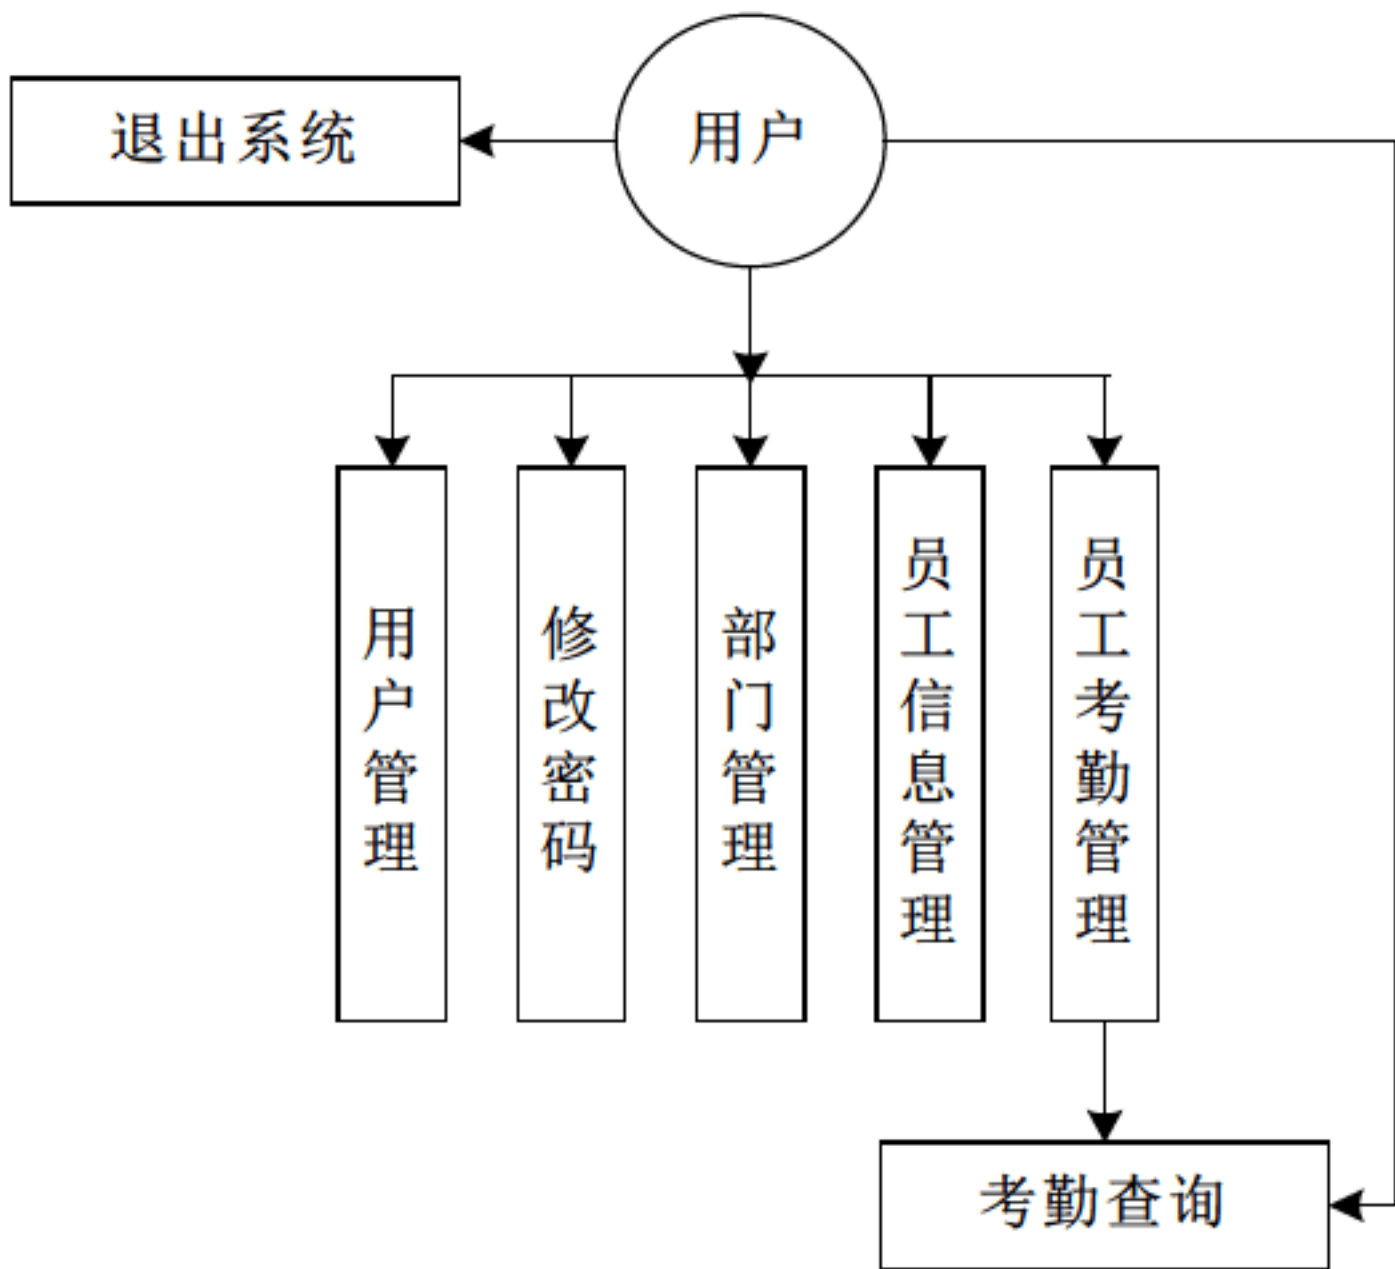 退出系统
用户
用户管理
修改密码
部门管理
员工信息管理
员工考勤管理
考勤查询